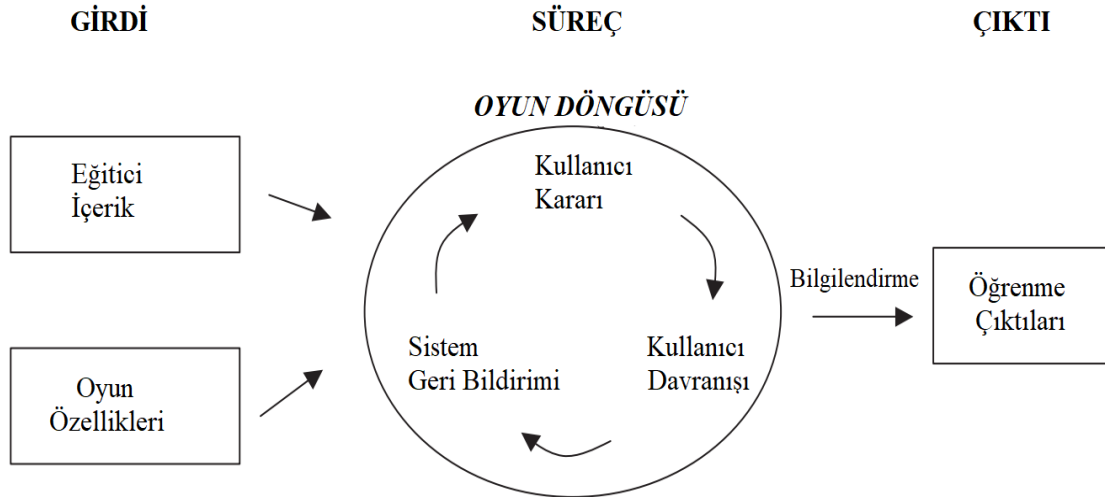 GİRDİ
SÜREÇ
ÇIKTI
OYUN DÖNGÜSÜ
Eğitici
İçerik
Oyun
Özellikleri
Kullanıcı
Kararı
Sistem
Geri Bildirimi
Kullanıcı
Davranışı
Bilgilendirme
Öğrenme
Çıktıları